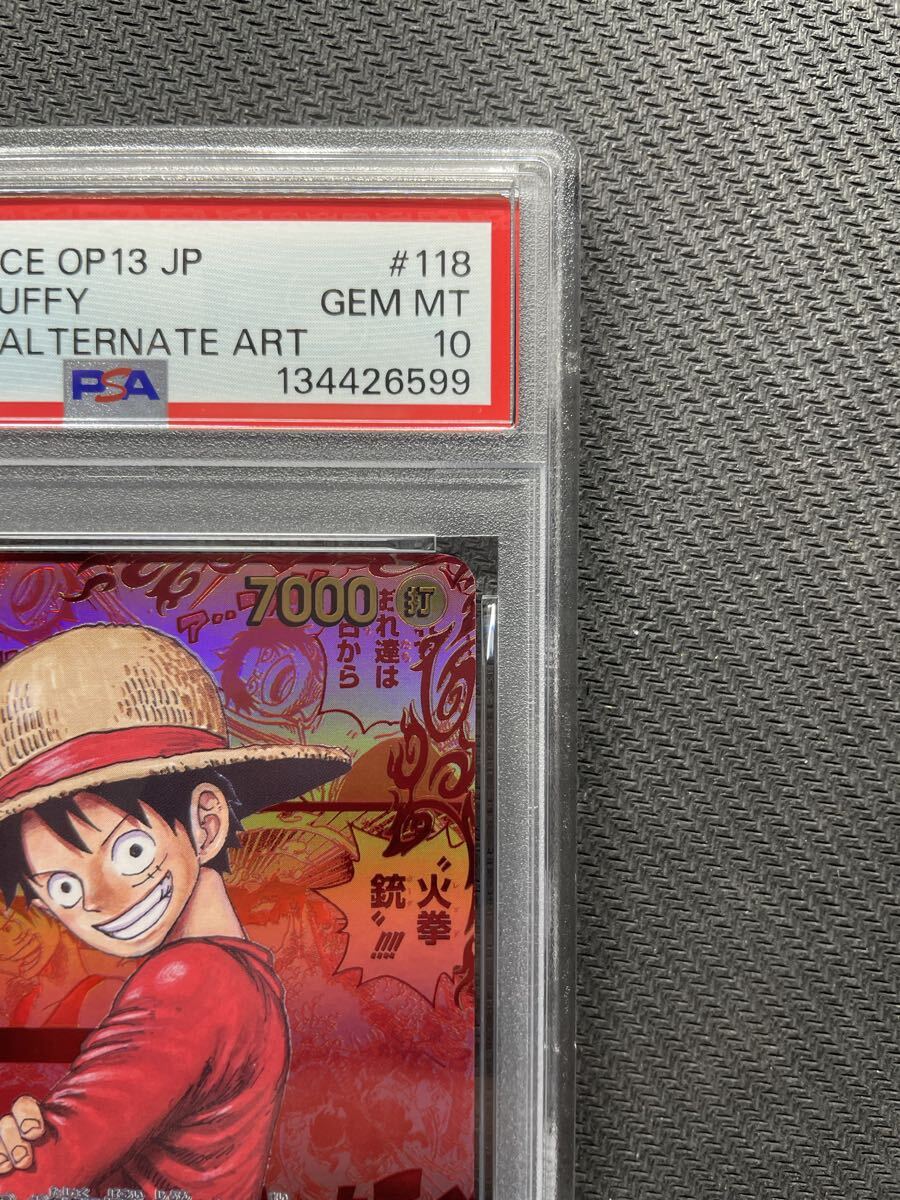 CE OP13 JP #118
UFFY GEM MT
ALTERNATE ART 10
PSA 134426599
7000 打
れ達は
から
"火拳
銃"!!!!